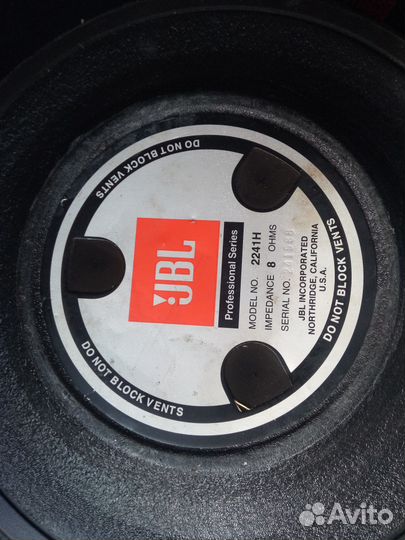 DO NOT BLOCK VENTS
JBL
Professional Series
MODEL NO. 2241H
IMPEDANCE 8 OHMS
SERIAL NO.
JBL INCORPORATED
NORTHRIDGE, CALIFORNIA
U.S.A.
DO NOT BLOCK VENTS
DO NOT BLOCK VENTS
Avito